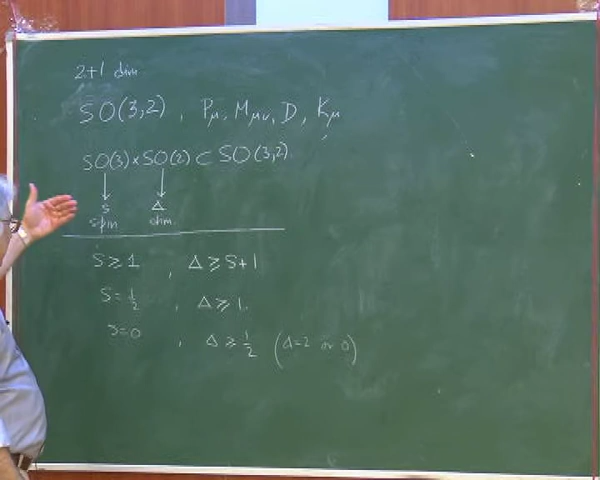 2+1 dim
SO(3,2), Pμ, Mμν, D, Kμ
SO(3)×SO(2) ⊂ SO(3,2).
↓ ↓
s Δ
spin dim.
S ⩾ 1, Δ ⩾ S+1
S = 1/2, Δ ⩾ 1.
S=0, Δ ⩾ 1/2 (Δ=2 or 0)